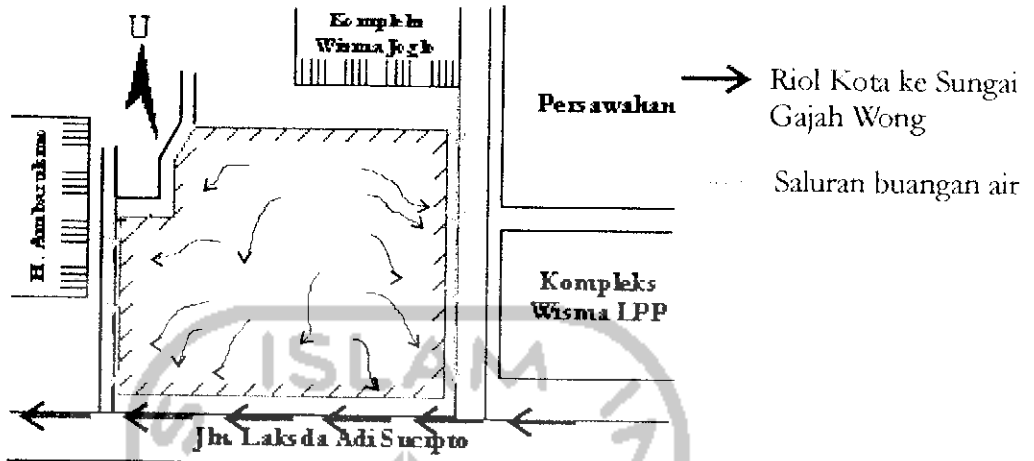 U
Kompleks
Wisma Joglo
Persawahan
H. Ambarukmo
Kompleks
Wisma LPP
Jln. Laksda Adi Sucipto
Riol Kota ke Sungai
Gajah Wong
Saluran buangan air
ISLAM